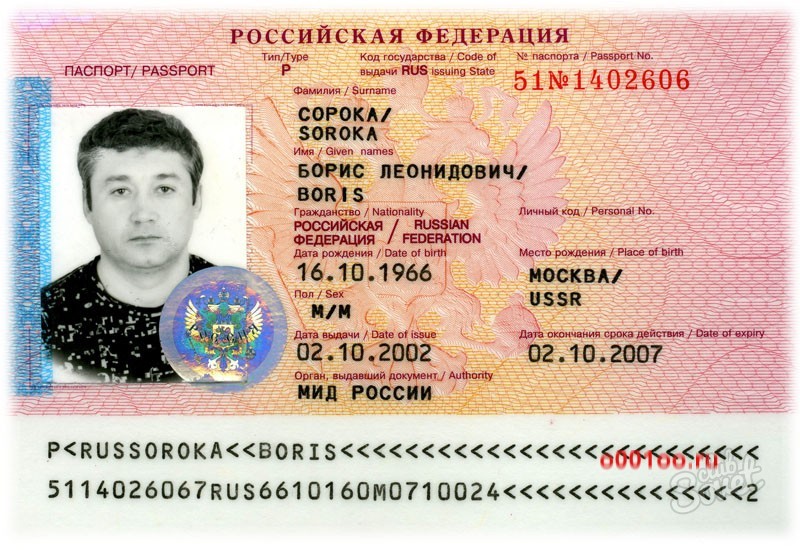 РОССИЙСКАЯ ФЕДЕРАЦИЯ
ПАСПОРТ/ PASSPORT
Тип/Type
P
Код государства / Code of
выдачи RUS issuing State
№ паспорта / Passport No.
51№1402606
Фамилия / Surname
СОРОКА/
SOROKA
Имя / Given names
БОРИС ЛЕОНИДОВИЧ/
BORIS
Гражданство / Nationality
РОССИЙСКАЯ / RUSSIAN
ФЕДЕРАЦИЯ / FEDERATION
Личный код / Personal No.
Дата рождения / Date of birth
16.10.1966
Место рождения / Place of birth
МОСКВА/
USSR
Пол / Sex
М/M
Дата выдачи / Date of issue
02.10.2002
Дата окончания срока действия / Date of expiry
02.10.2007
Орган, выдавший документ / Authority
МИД РОССИИ
РОССИЯ
P<RUSSOROKA<<BORIS<<<<<<<<<<<<<<<<<<<<<<<<<<
o001oo.ru
5114026067RUS6610160M0710024<<<<<<<<<<<<<<<2